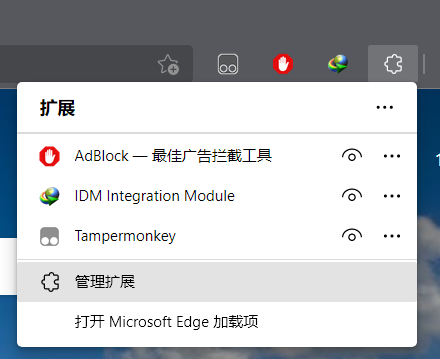 扩展
AdBlock — 最佳广告拦截工具
IDM Integration Module
Tampermonkey
管理扩展
打开 Microsoft Edge 加载项